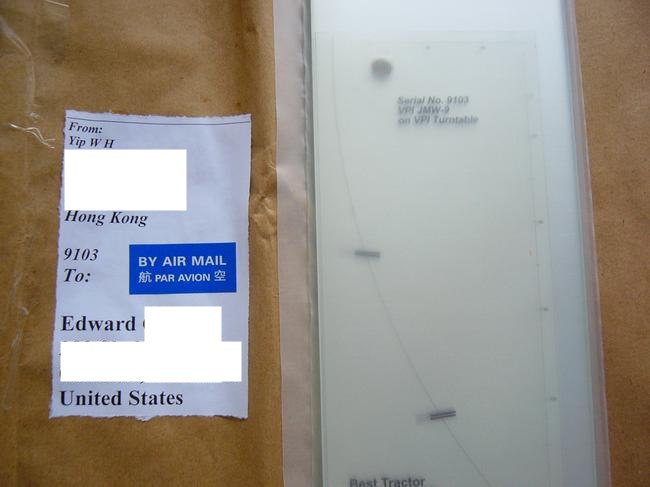 From:
Yip W H
Hong Kong
9103
To:
BY AIR MAIL
航 PAR AVION 空
Edward
United States
Serial No. 9103
VPI JMW-9
on VPI Turntable
Best Tractor